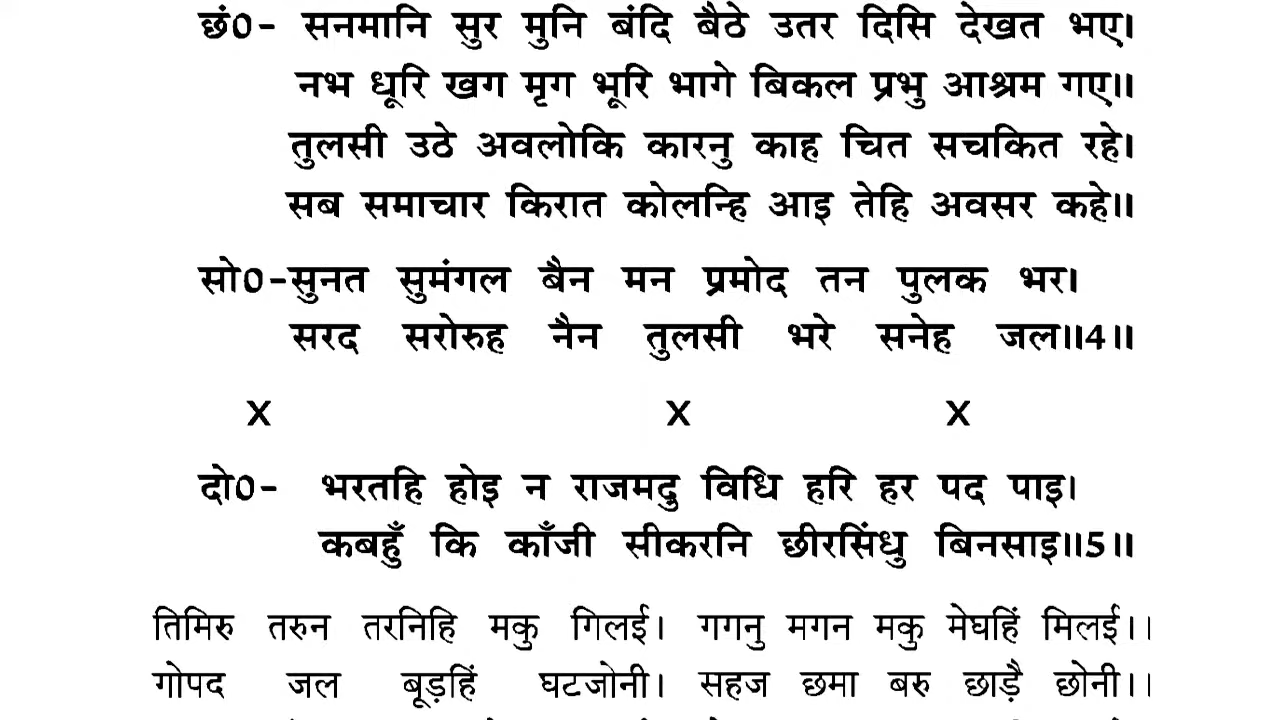 छं0- सनमानि सुर मुनि बंदि बैठे उतर दिसि देखत भए।
नभ धूरि खग मृग भूरि भागे बिकल प्रभु आश्रम गए॥
तुलसी उठे अवलोकि कारनु काह चित सचकित रहे।
सब समाचार किरात कोलन्हि आइ तेहि अवसर कहे॥
सो0-सुनत सुमंगल बैन मन प्रमोद तन पुलक भर।
सरद सरोरुह नैन तुलसी भरे सनेह जल॥4॥
X X X
दो0- भरतहि होइ न राजमदु विधि हरि हर पद पाइ।
कबहुँ कि काँजी सीकरनि छीरसिंधु बिनसाइ॥5॥
तिमिरु तरुन तरनिहि मकु गिलई। गगनु मगन मकु मेघहिं मिलई।।
गोपद जल बूड़हिं घटजोनी। सहज छमा बरु छाड़ै छोनी।।